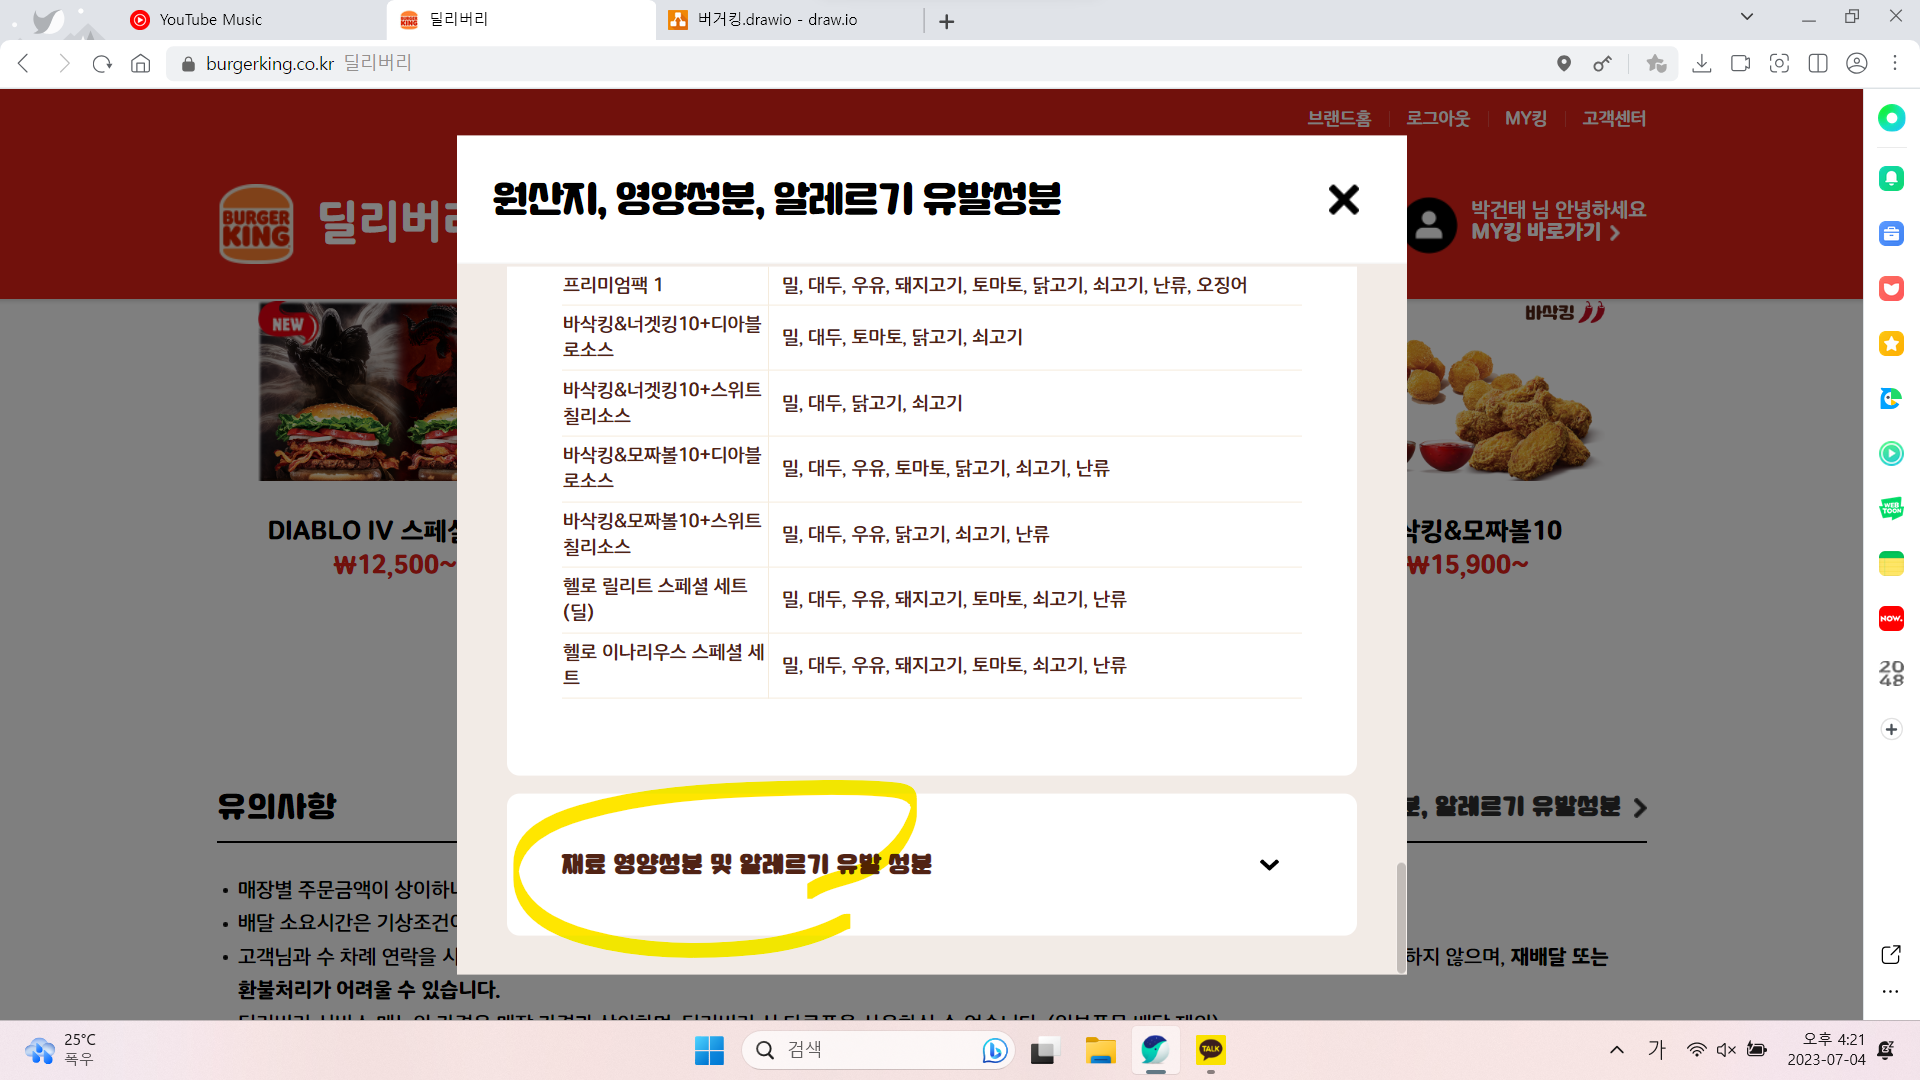 YouTube Music
딜리버리
버거킹.drawio - draw.io
burgerking.co.kr 딜리버리
브랜드홈
로그아웃
MY킹
고객센터
BURGER KING
딜리버리
박건태 님 안녕하세요
MY킹 바로가기
원산지, 영양성분, 알레르기 유발성분
프리미엄팩 1
밀, 대두, 우유, 돼지고기, 토마토, 닭고기, 쇠고기, 난류, 오징어
바삭킹&너겟킹10+디아블
로소스
밀, 대두, 토마토, 닭고기, 쇠고기
바삭킹&너겟킹10+스위트
칠리소스
밀, 대두, 닭고기, 쇠고기
바삭킹&모짜볼10+디아블
로소스
밀, 대두, 우유, 토마토, 닭고기, 쇠고기, 난류
바삭킹&모짜볼10+스위트
칠리소스
밀, 대두, 우유, 닭고기, 쇠고기, 난류
헬로 릴리트 스페셜 세트
(딜)
밀, 대두, 우유, 돼지고기, 토마토, 쇠고기, 난류
헬로 이나리우스 스페셜 세
트
밀, 대두, 우유, 돼지고기, 토마토, 쇠고기, 난류
재료 영양성분 및 알레르기 유발 성분
NEW
DIABLO IV 스페셜
₩12,500~
바삭킹
삭킹&모짜볼10
₩15,900~
유의사항
분, 알레르기 유발성분
매장별 주문금액이 상이하니
배달 소요시간은 기상조건이
고객님과 수 차례 연락을 시
하지 않으며, 재배달 또는
환불처리가 어려울 수 있습니다.
WEB TOON
NOW.
2048
25°C
폭우
검색
TALK
가
오후 4:21
2023-07-04